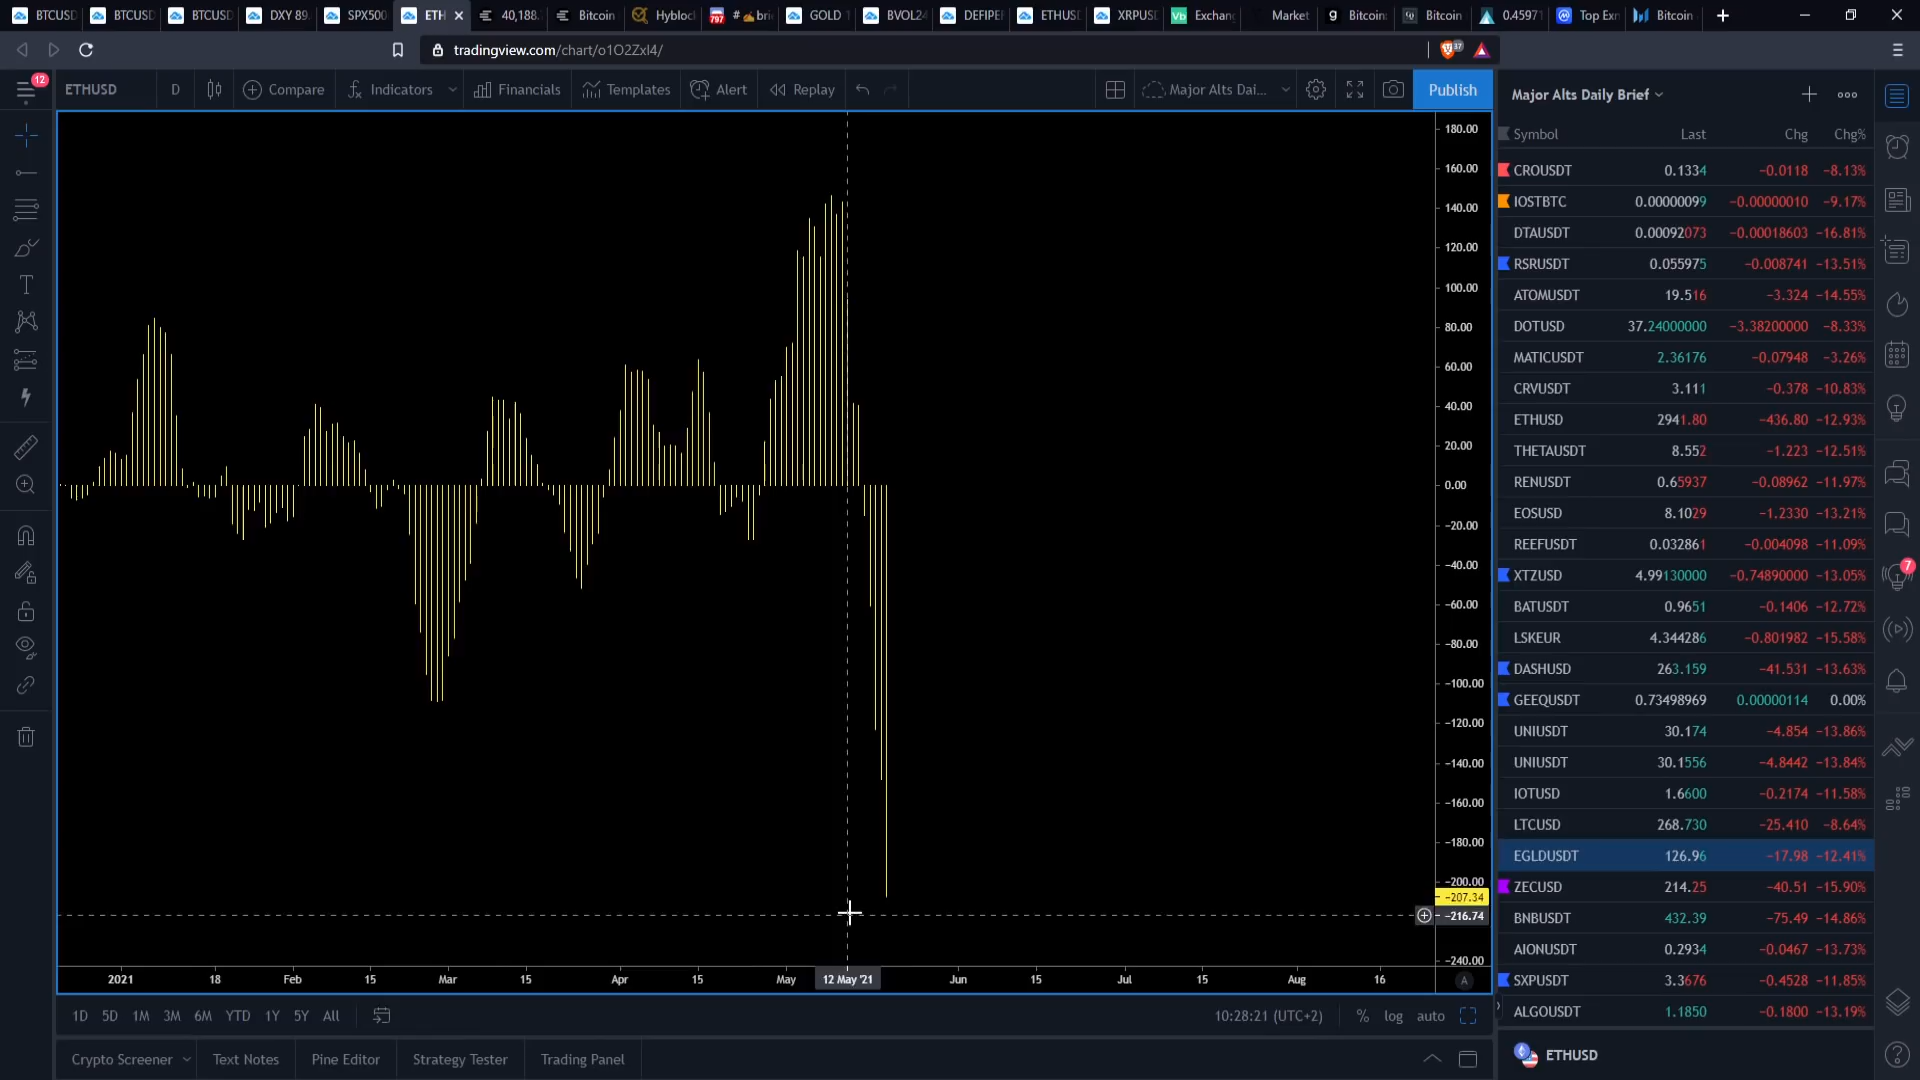 BTCUSD BTCUSD BTCUSD DXY 89. SPX500 ETH 40,188. Bitcoin Hyblock 797 # bri GOLD 1 BVOL24 DEFIPER ETHUSD XRPUSD Vb Exchang Market g Bitcoin Bitcoin 0.45971 Top Exn Bitcoin
tradingview.com/chart/o1O2ZxI4/ 37
12 ETHUSD D Compare Indicators Financials Templates Alert Replay Major Alts Dai... Publish
Major Alts Daily Brief
Symbol Last Chg Chg%
CROUSDT 0.1334 −0.0118 −8.13%
IOSTBTC 0.00000099 −0.00000010 −9.17%
DTAUSDT 0.00092073 −0.00018603 −16.81%
RSRUSDT 0.055975 −0.008741 −13.51%
ATOMUSDT 19.516 −3.324 −14.55%
DOTUSD 37.24000000 −3.38200000 −8.33%
MATICUSDT 2.36176 −0.07948 −3.26%
CRVUSDT 3.111 −0.378 −10.83%
ETHUSD 2941.80 −436.80 −12.93%
THETAUSDT 8.552 −1.223 −12.51%
RENUSDT 0.65937 −0.08962 −11.97%
EOSUSD 8.1029 −1.2330 −13.21%
REEFUSDT 0.032861 −0.004098 −11.09%
XTZUSD 4.99130000 −0.74890000 −13.05%
BATUSDT 0.9651 −0.1406 −12.72%
LSKEUR 4.344286 −0.801982 −15.58%
DASHUSD 263.159 −41.531 −13.63%
GEEQUSDT 0.73498969 0.00000114 0.00%
UNIUSDT 30.174 −4.854 −13.86%
UNIUSDT 30.1556 −4.8442 −13.84%
IOTUSD 1.6600 −0.2174 −11.58%
LTCUSD 268.730 −25.410 −8.64%
EGLDUSDT 126.96 −17.98 −12.41%
ZECUSD 214.25 −40.51 −15.90%
BNBUSDT 432.39 −75.49 −14.86%
AIONUSDT 0.2934 −0.0467 −13.73%
SXPUSDT 3.3676 −0.4528 −11.85%
ALGOUSDT 1.1850 −0.1800 −13.19%
ETHUSD
7
180.00
160.00
140.00
120.00
100.00
80.00
60.00
40.00
20.00
0.00
−20.00
−40.00
−60.00
−80.00
−100.00
−120.00
−140.00
−160.00
−180.00
−200.00
−207.34
−216.74
−240.00
2021 18 Feb 15 Mar 15 Apr 15 May 12 May '21 Jun 15 Jul 15 Aug 16 A
1D 5D 1M 3M 6M YTD 1Y 5Y All 10:28:21 (UTC+2) % log auto
Crypto Screener Text Notes Pine Editor Strategy Tester Trading Panel